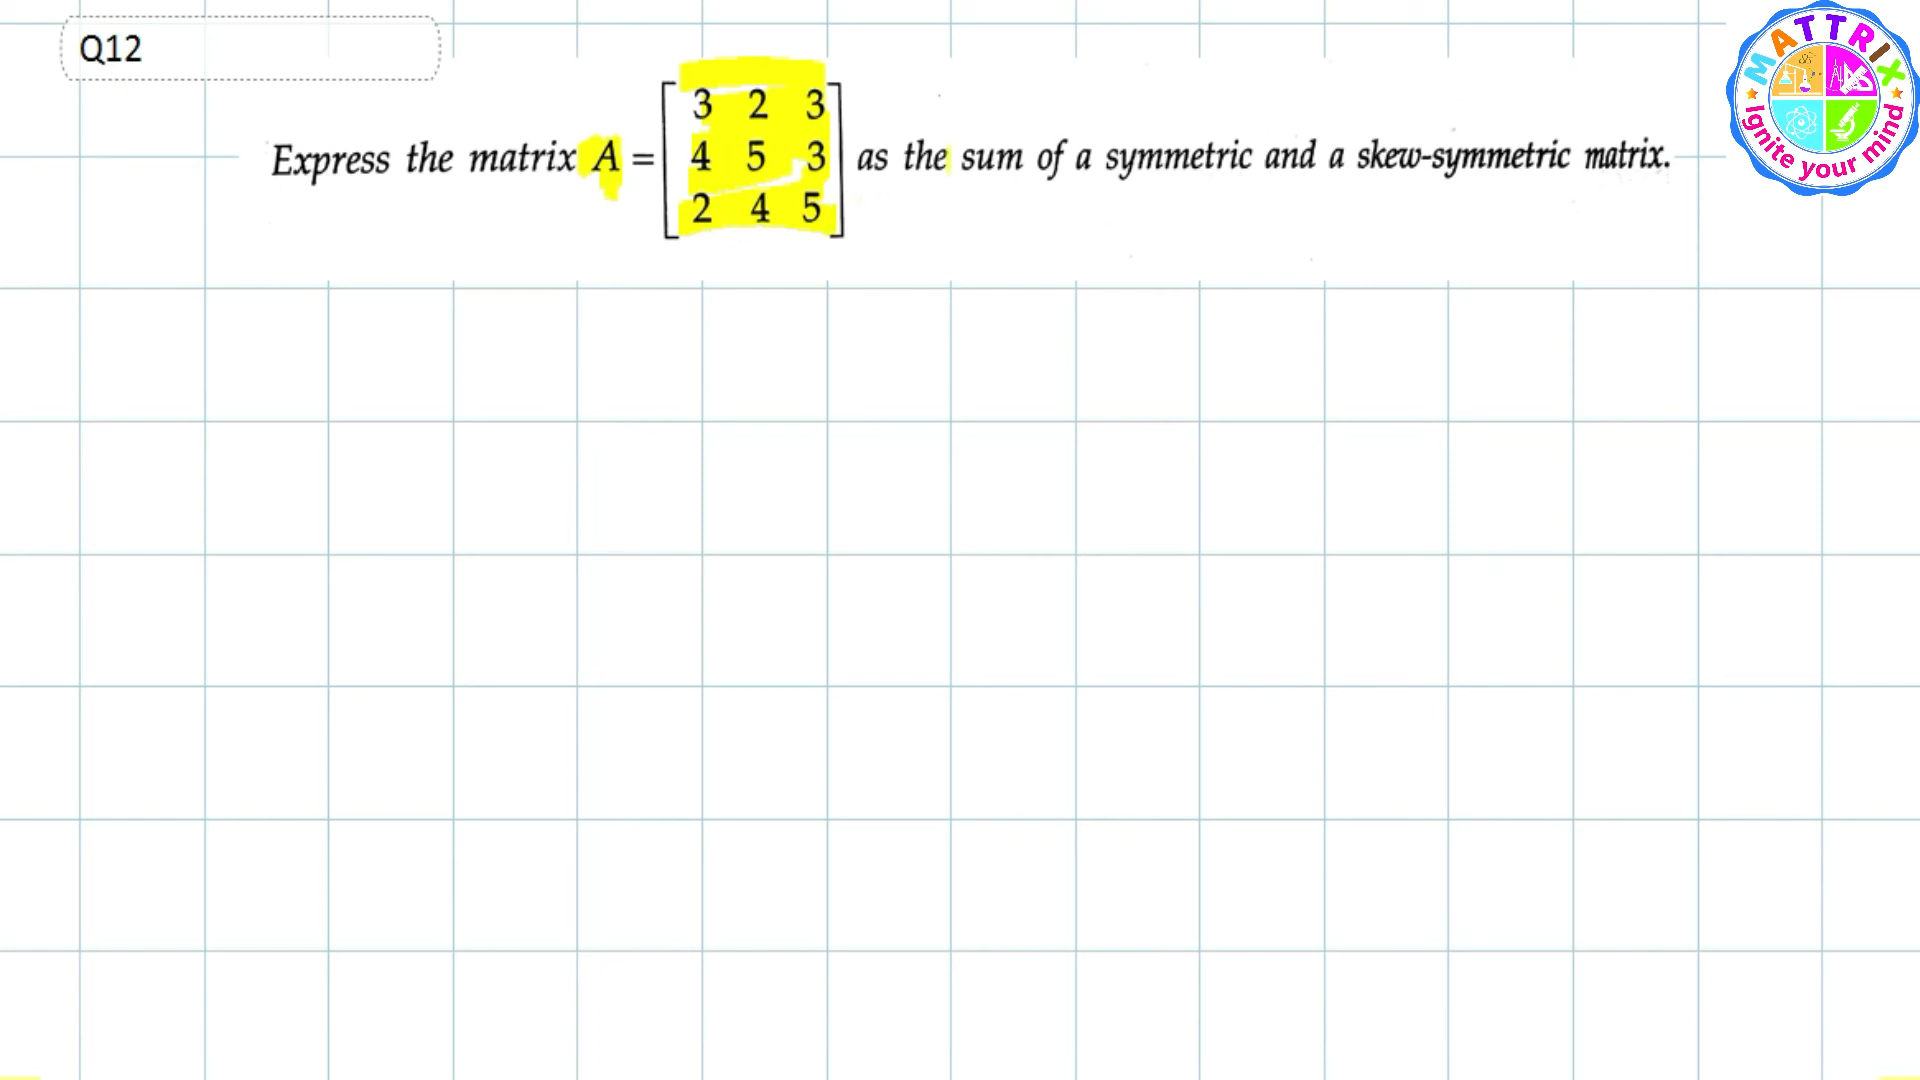 Q12
3 2 3
Express the matrix A = 4 5 3 as the sum of a symmetric and a skew-symmetric matrix.
2 4 5
MATTRIX
Ignite your mind